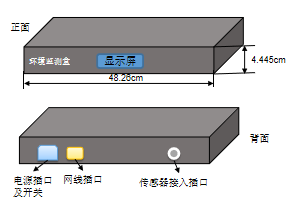 正面
环境监测盒
显示屏
4.445cm
48.26cm
背面
电源插口
及开关
网线插口
传感器接入插口